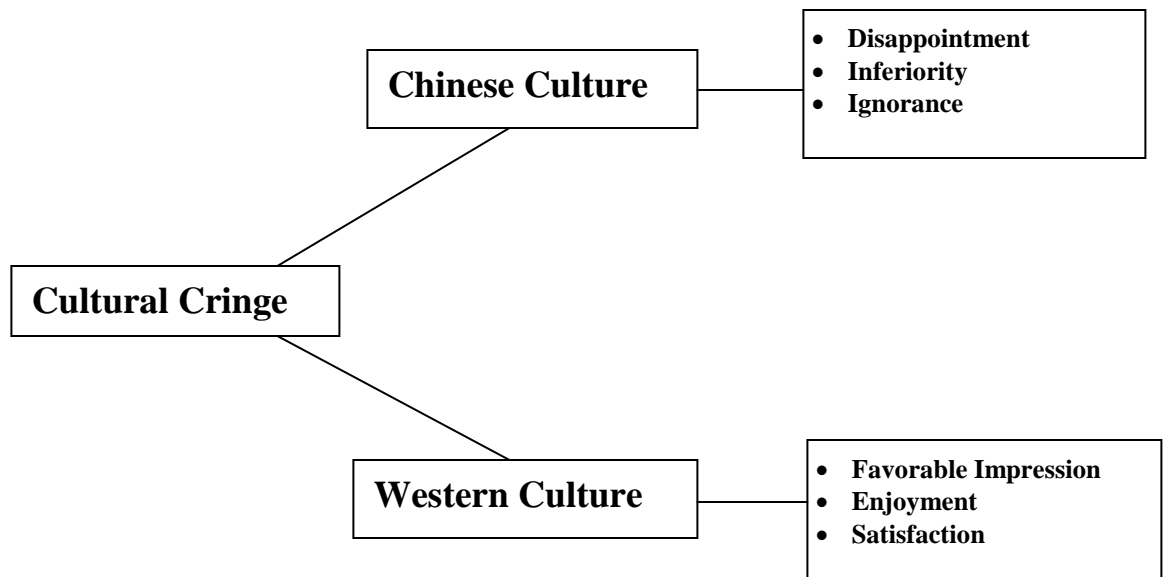 Chinese Culture
• Disappointment
• Inferiority
• Ignorance
Cultural Cringe
Western Culture
• Favorable Impression
• Enjoyment
• Satisfaction